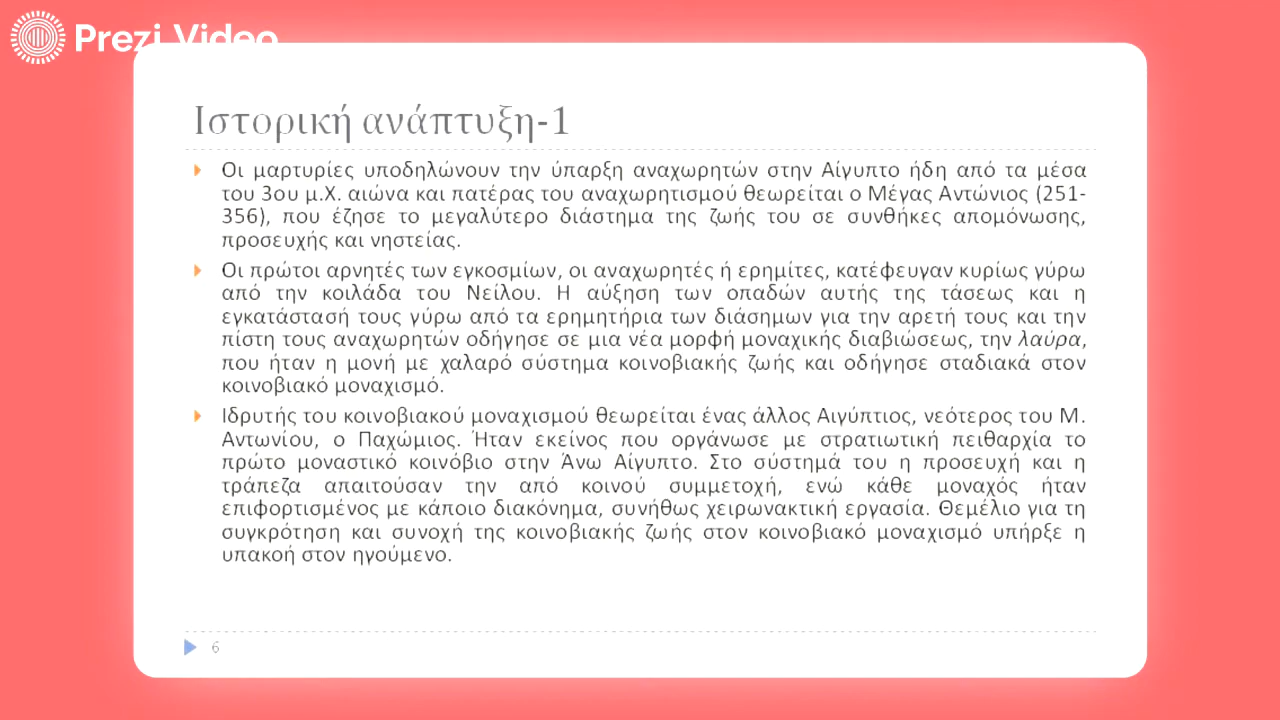 Prezi Video
Ιστορική ανάπτυξη-1
Οι μαρτυρίες υποδηλώνουν την ύπαρξη αναχωρητών στην Αίγυπτο ήδη από τα μέσα
του 3ου μ.Χ. αιώνα και πατέρας του αναχωρητισμού θεωρείται ο Μέγας Αντώνιος (251-
356), που έζησε το μεγαλύτερο διάστημα της ζωής του σε συνθήκες απομόνωσης,
προσευχής και νηστείας.
Οι πρώτοι αρνητές των εγκοσμίων, οι αναχωρητές ή ερημίτες, κατέφευγαν κυρίως γύρω
από την κοιλάδα του Νείλου. Η αύξηση των οπαδών αυτής της τάσεως και η
εγκατάστασή τους γύρω από τα ερημητήρια των διάσημων για την αρετή τους και την
πίστη τους αναχωρητών οδήγησε σε μια νέα μορφή μοναχικής διαβιώσεως, την λαύρα,
που ήταν η μονή με χαλαρό σύστημα κοινοβιακής ζωής και οδήγησε σταδιακά στον
κοινοβιακό μοναχισμό.
Ιδρυτής του κοινοβιακού μοναχισμού θεωρείται ένας άλλος Αιγύπτιος, νεότερος του Μ.
Αντωνίου, ο Παχώμιος. Ήταν εκείνος που οργάνωσε με στρατιωτική πειθαρχία το
πρώτο μοναστικό κοινόβιο στην Άνω Αίγυπτο. Στο σύστημά του η προσευχή και η
τράπεζα απαιτούσαν την από κοινού συμμετοχή, ενώ κάθε μοναχός ήταν
επιφορτισμένος με κάποιο διακόνημα, συνήθως χειρωνακτική εργασία. Θεμέλιο για τη
συγκρότηση και συνοχή της κοινοβιακής ζωής στον κοινοβιακό μοναχισμό υπήρξε η
υπακοή στον ηγούμενο.
6